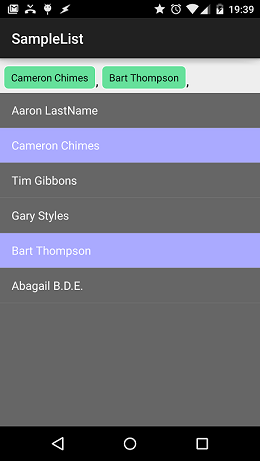 19:39
SampleList
Cameron Chimes, Bart Thompson,
Aaron LastName
Cameron Chimes
Tim Gibbons
Gary Styles
Bart Thompson
Abagail B.D.E.